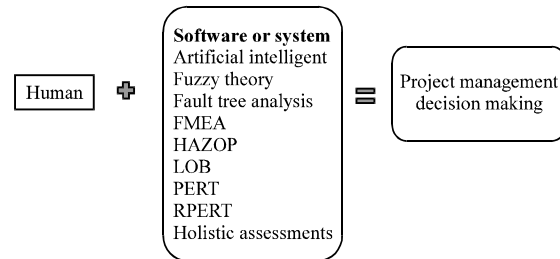 Human
Software or system
Artificial intelligent
Fuzzy theory
Fault tree analysis
FMEA
HAZOP
LOB
PERT
RPERT
Holistic assessments
Project management
decision making